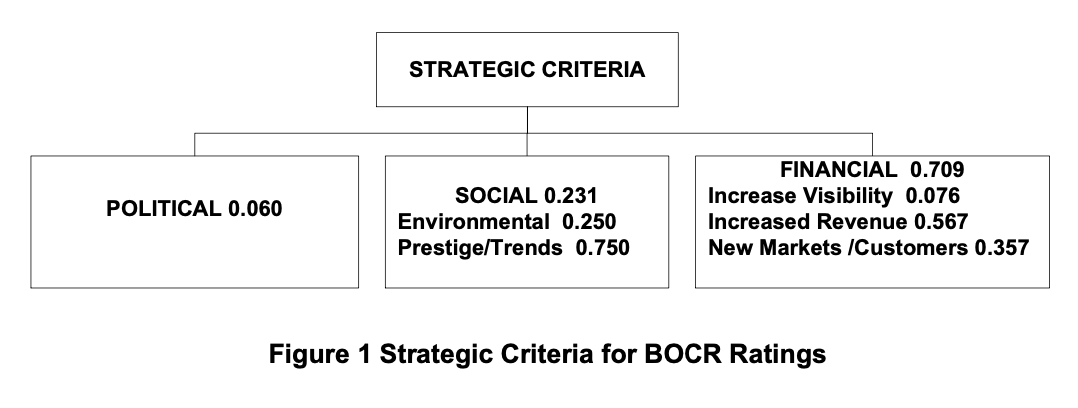 STRATEGIC CRITERIA
POLITICAL 0.060
SOCIAL 0.231
Environmental 0.250
Prestige/Trends 0.750
FINANCIAL 0.709
Increase Visibility 0.076
Increased Revenue 0.567
New Markets /Customers 0.357
Figure 1 Strategic Criteria for BOCR Ratings